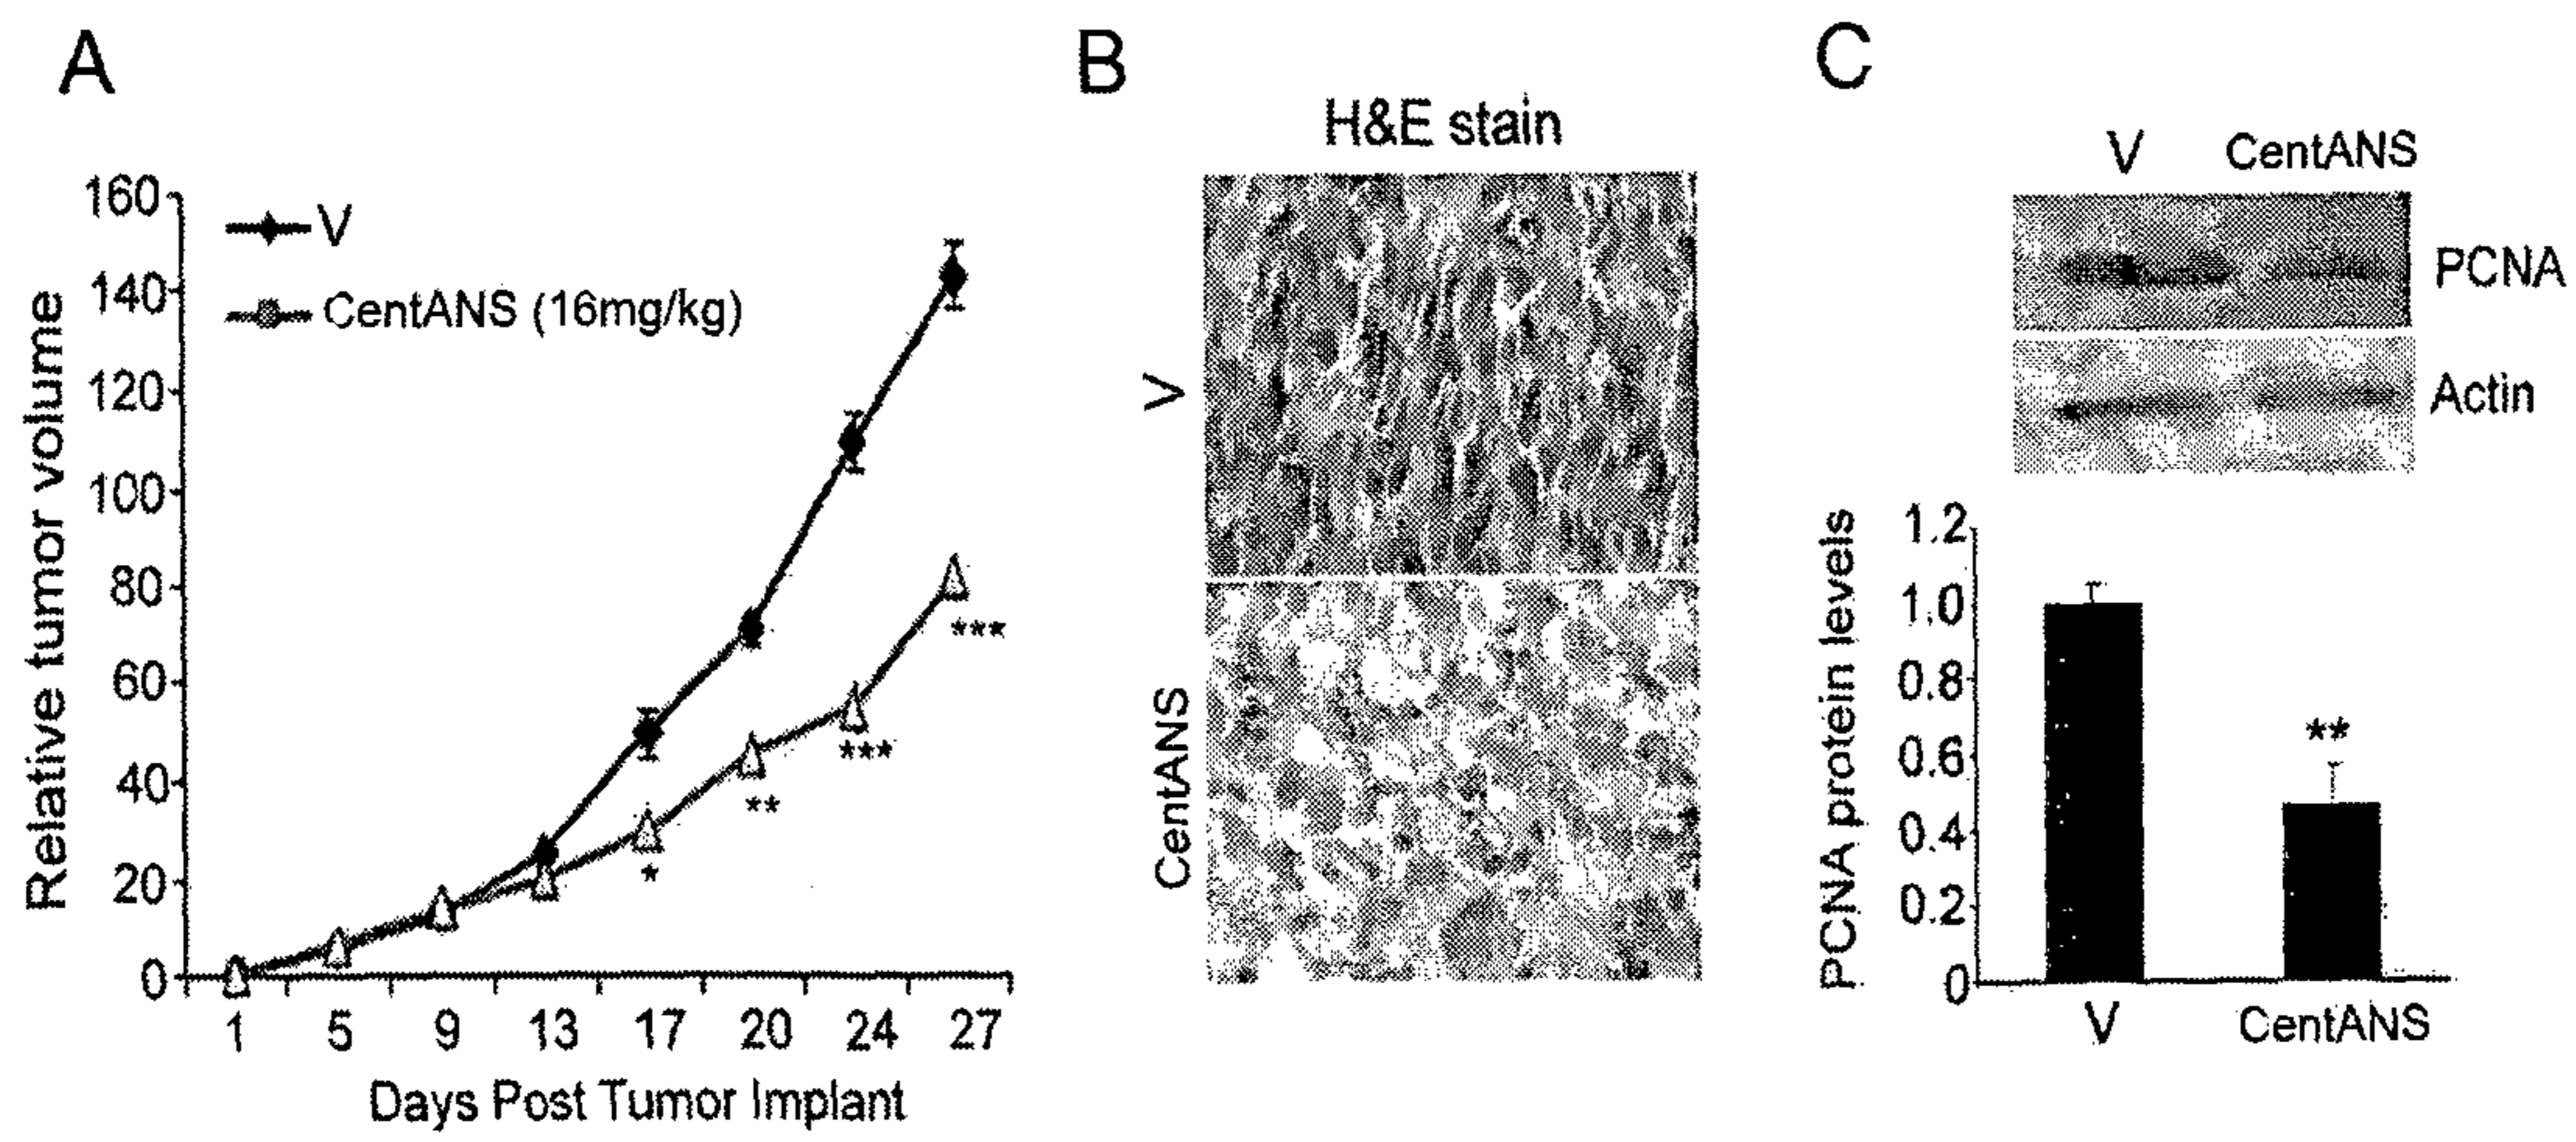 A
160
140
120
100
80
60
40
20
0
Relative tumor volume
V
CentANS (16mg/kg)
*
**
***
***
1 5 9 13 17 20 24 27
Days Post Tumor Implant
B
H&E stain
V
CentANS
C
V CentANS
PCNA
Actin
PCNA protein levels
1.2
1.0
0.8
0.6
0.4
0.2
0
**
V CentANS